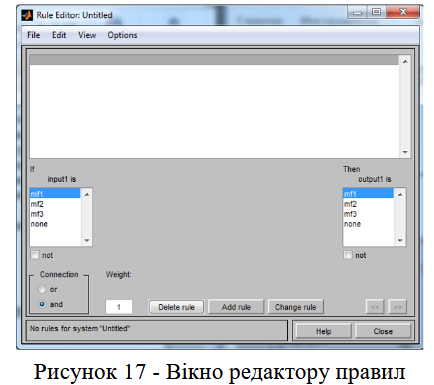 Rule Editor: Untitled
File Edit View Options
If Then
input1 is output1 is
mf1 mf1
mf2 mf2
mf3 mf3
none none
not not
Connection Weight:
or
and 1 Delete rule Add rule Change rule << >>
No rules for system "Untitled" Help Close
Рисунок 17 - Вікно редактору правил